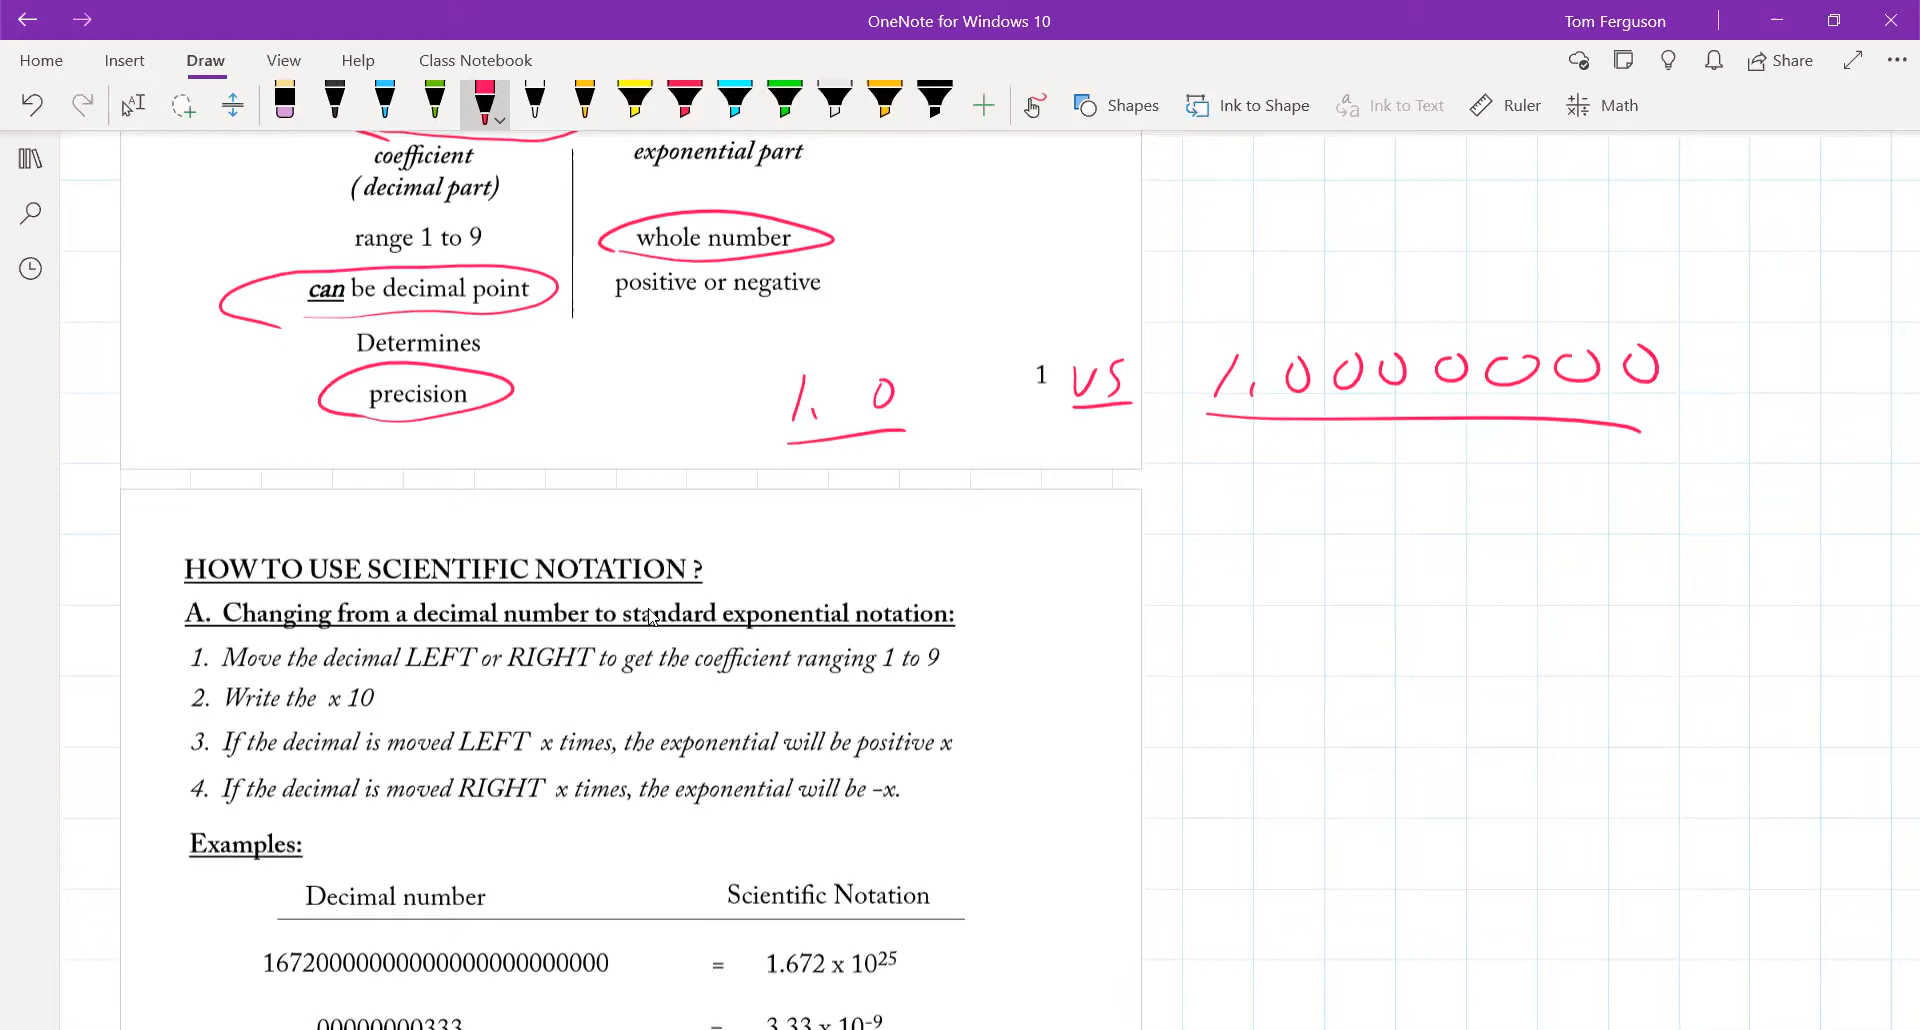 OneNote for Windows 10
Tom Ferguson
Home Insert Draw View Help Class Notebook
Share
Shapes Ink to Shape Ink to Text Ruler Math
coefficient
(decimal part)
exponential part
range 1 to 9
whole number
can be decimal point
positive or negative
Determines
precision
1.0
1 vs 1.0000000
HOW TO USE SCIENTIFIC NOTATION ?
A. Changing from a decimal number to standard exponential notation:
1. Move the decimal LEFT or RIGHT to get the coefficient ranging 1 to 9
2. Write the x 10
3. If the decimal is moved LEFT x times, the exponential will be positive x
4. If the decimal is moved RIGHT x times, the exponential will be -x.
Examples:
Decimal number Scientific Notation
16720000000000000000000000 = 1.672 x 10²⁵
.00000000333 = 3.33 x 10⁻⁹